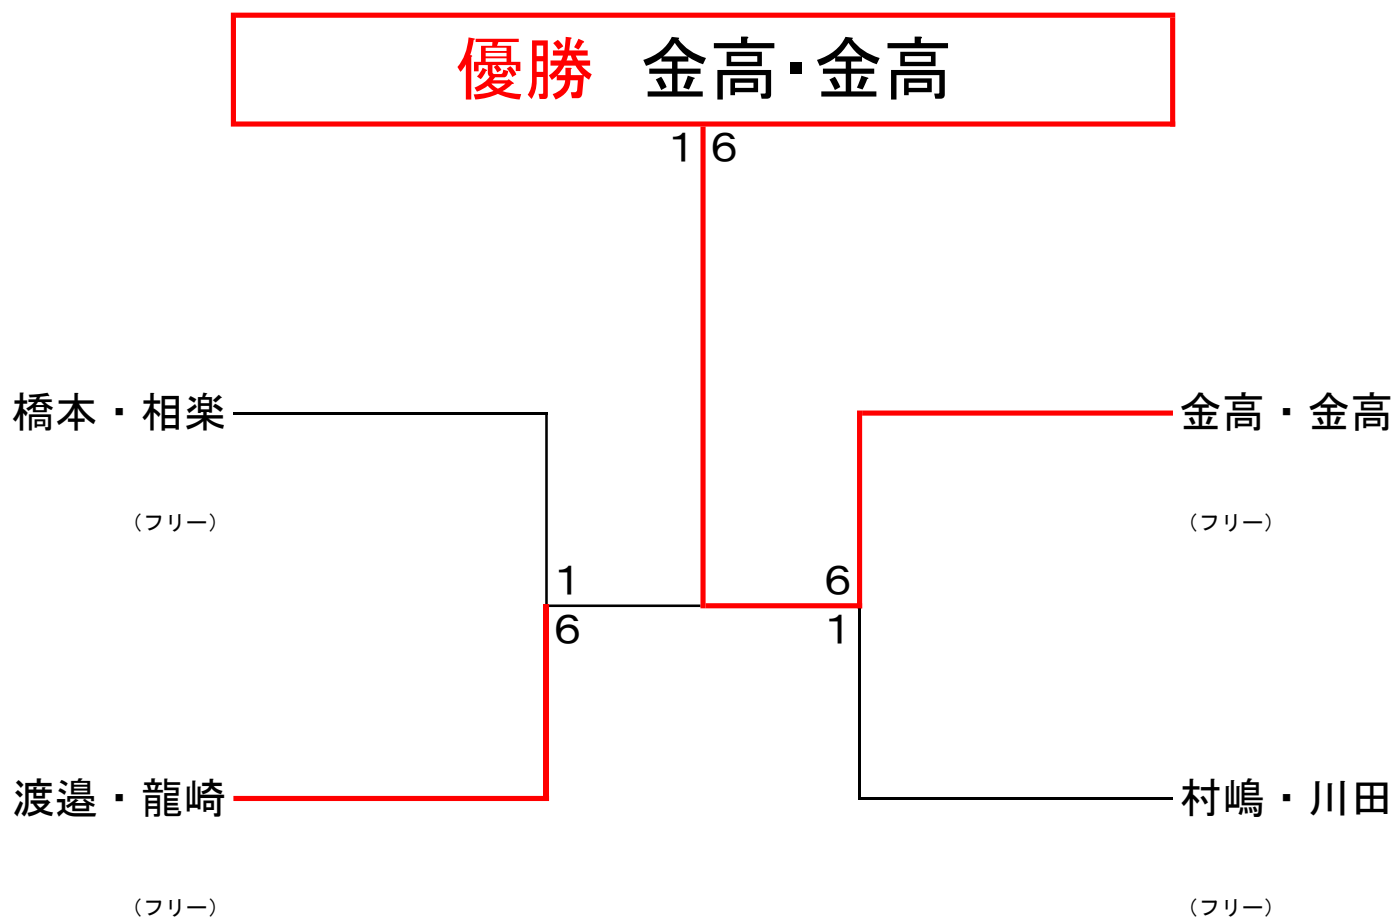 優勝　金高・金高
1 6
橋本・相楽
金高・金高
（フリー）
（フリー）
1
6
6
1
渡邉・龍崎
村嶋・川田
（フリー）
（フリー）